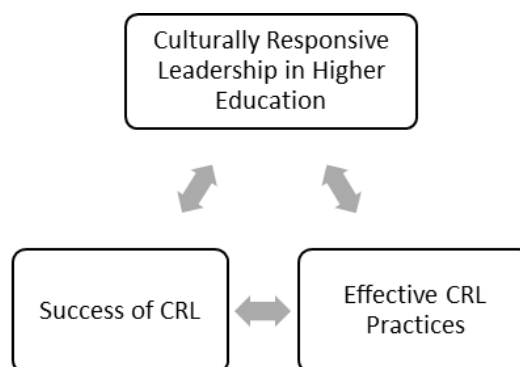 Culturally Responsive
Leadership in Higher
Education
Success of CRL
Effective CRL
Practices